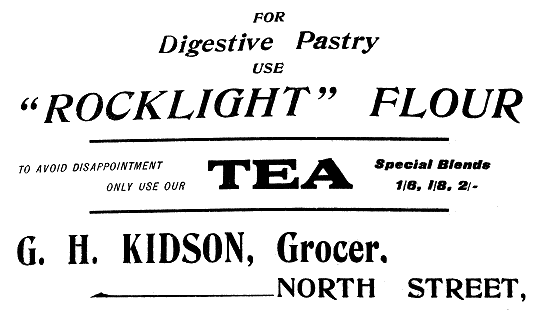 FOR
Digestive Pastry
USE
"ROCKLIGHT" FLOUR
TO AVOID DISAPPOINTMENT
ONLY USE OUR
TEA
Special Blends
1/6, 1/8, 2/-
G. H. KIDSON, Grocer.
NORTH STREET,